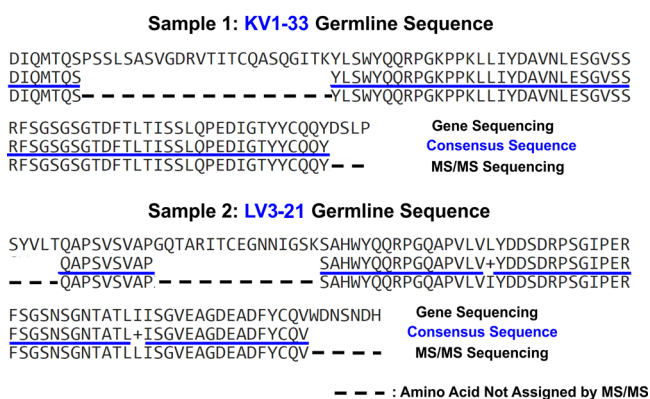 Sample 1: KV1-33 Germline Sequence
DIQMTQSPSSLSASVGDRVTITCQASQGITKYLSWYQQRPGKPPKLLIYDAVNLESGVSS
DIQMTQS YLSWYQQRPGKPPKLLIYDAVNLESGVSS
DIQMTQS– – – – – – – – – – – –YLSWYQQRPGKPPKLLIYDAVNLESGVSS
RFSGSGSGTDFTLTISSLQPEDIGTYYCQQYDSLP Gene Sequencing
RFSGSGSGTDFTLTISSLQPEDIGTYYCQQY Consensus Sequence
RFSGSGSGTDFTLTISSLQPEDIGTYYCQQY– – MS/MS Sequencing
Sample 2: LV3-21 Germline Sequence
SYVLTQAPSVSVAPGQTARITCEGNNIGSKSAHWYQQRPGQAPVLVLYDDSDRPSGIPER
QAPSVSVAP SAHWYQQRPGQAPVLV+YDDSDRPSGIPER
– – –QAPSVSVAP– – – – – – – –SAHWYQQRPGQAPVLVIYDDSDRPSGIPER
FSGSNSGNTATLIISGVEAGDEADFYCQVWDNSNDH Gene Sequencing
FSGSNSGNTATL+ISGVEAGDEADFYCQV Consensus Sequence
FSGSNSGNTATLLISGVEAGDEADFYCQV– – – – MS/MS Sequencing
– – – – : Amino Acid Not Assigned by MS/MS